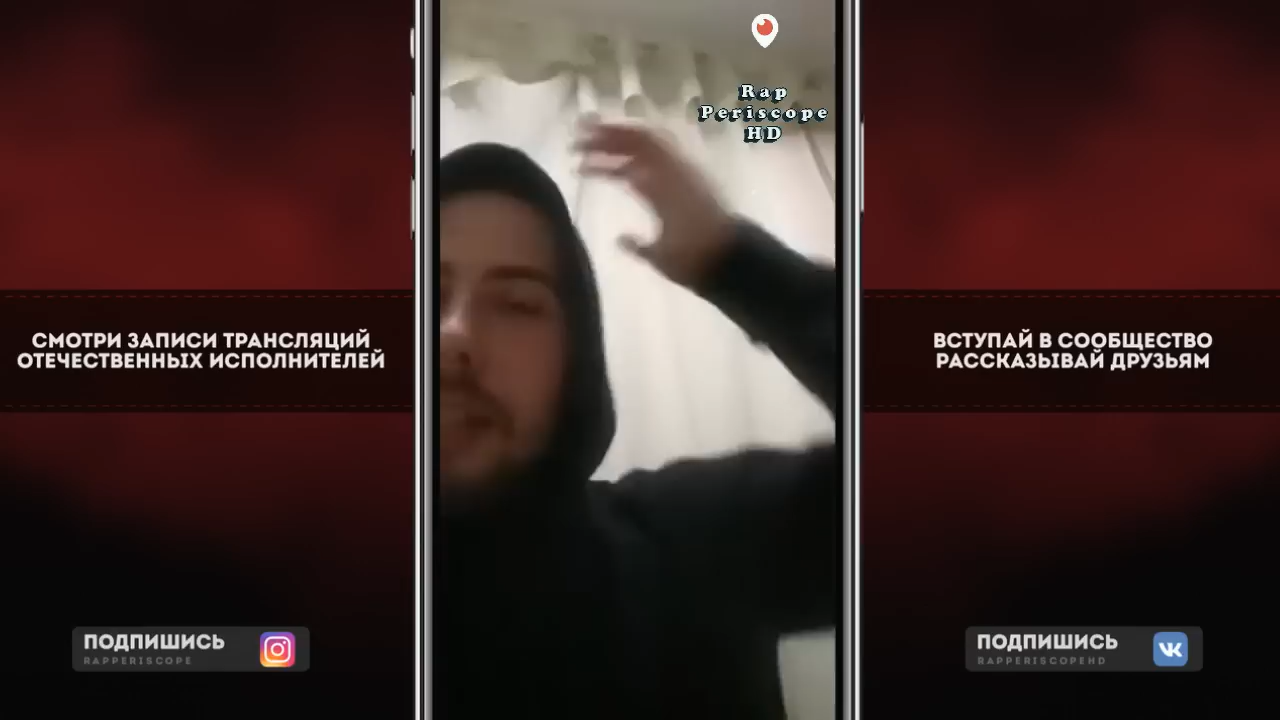 Rap
Periscope
HD
СМОТРИ ЗАПИСИ ТРАНСЛЯЦИЙ
ОТЕЧЕСТВЕННЫХ ИСПОЛНИТЕЛЕЙ
ВСТУПАЙ В СООБЩЕСТВО
РАССКАЗЫВАЙ ДРУЗЬЯМ
ПОДПИШИСЬ
RAPPERISCOPE
ПОДПИШИСЬ
RAPPERISCOPEHD